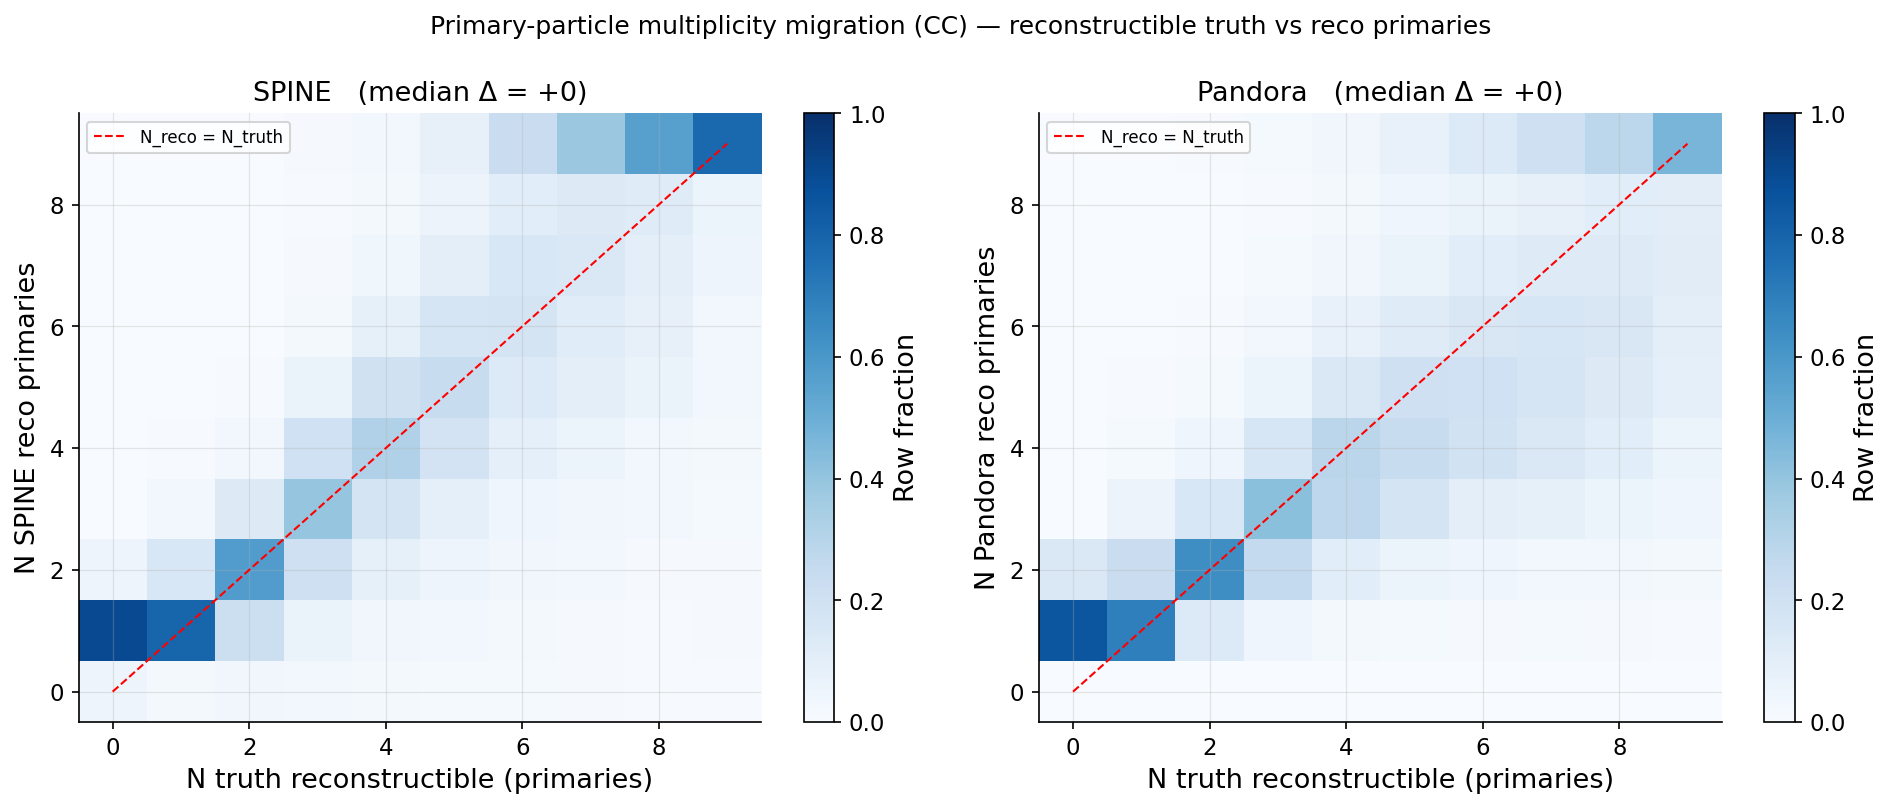 Primary-particle multiplicity migration (CC) — reconstructible truth vs reco primaries
SPINE   (median Δ = +0)
N_reco = N_truth
N SPINE reco primaries
8
6
4
2
0
0 2 4 6 8
N truth reconstructible (primaries)
1.0
0.8
0.6
0.4
0.2
0.0
Row fraction
Pandora   (median Δ = +0)
N_reco = N_truth
N Pandora reco primaries
8
6
4
2
0
0 2 4 6 8
N truth reconstructible (primaries)
1.0
0.8
0.6
0.4
0.2
0.0
Row fraction